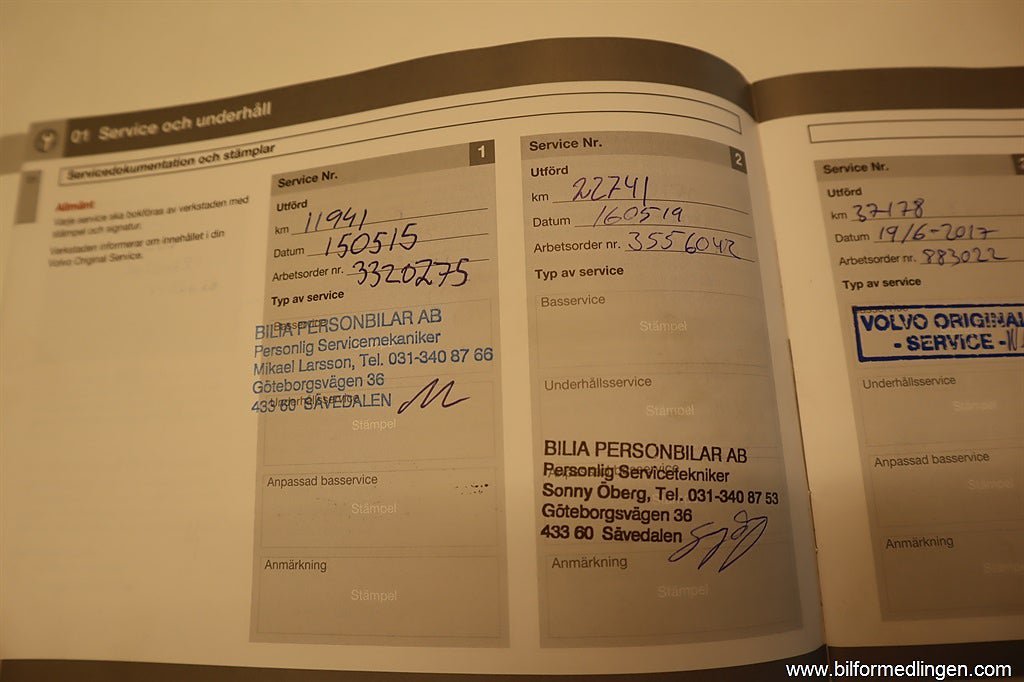 01 Service och underhåll
Servicedokumentation och stämplar
Allmänt
Varje service ska bokföras av verkstaden med
stämpel och signatur.
Verkstaden informerar om innehållet i din
Volvo Original Service.
Service Nr. 1
Utförd
km 11941
Datum 150515
Arbetsorder nr. 3320275
Typ av service
Basservice
BILIA PERSONBILAR AB
Personlig Servicemekaniker
Mikael Larsson, Tel. 031-340 87 66
Göteborgsvägen 36
433 60 SÄVEDALEN
Underhållsservice
Stämpel
Anpassad basservice
Stämpel
Anmärkning
Stämpel
Service Nr. 2
Utförd
km 22741
Datum 160519
Arbetsorder nr. 3556042
Typ av service
Basservice
Stämpel
Underhållsservice
Stämpel
BILIA PERSONBILAR AB
Personlig Servicetekniker
Sonny Öberg, Tel. 031-340 87 53
Göteborgsvägen 36
433 60 Sävedalen
Anmärkning
Stämpel
Service Nr.
Utförd
km 37178
Datum 19/6-2017
Arbetsorder nr. 883022
Typ av service
VOLVO ORIGINAL
- SERVICE -
Underhållsservice
Stämpel
Anpassad basservice
Stämpel
Anmärkning
www.bilformedlingen.com